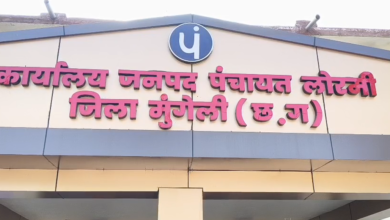 पं
कार्यालय जनपद पंचायत लोरमी
जिला मुंगेली (छ.ग)